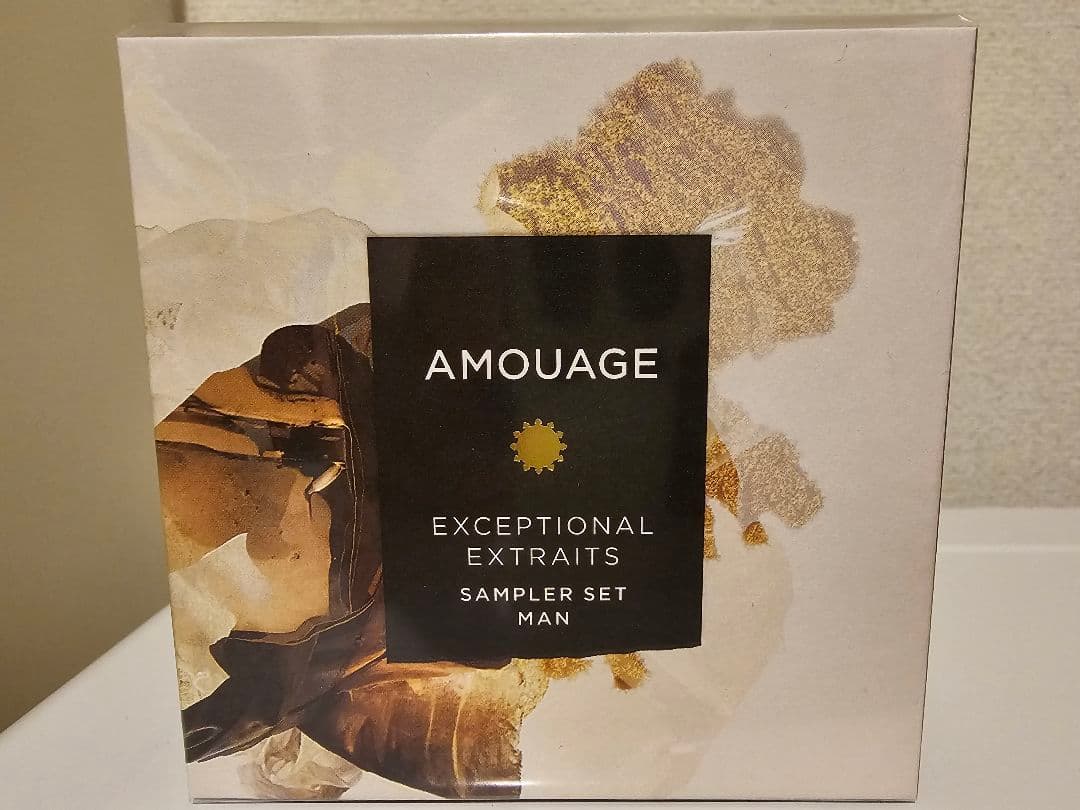 AMOUAGE
EXCEPTIONAL
EXTRAITS
SAMPLER SET
MAN